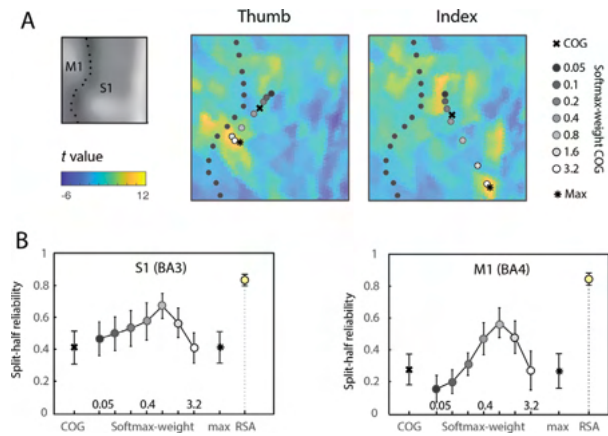 A
Thumb
Index
M1
S1
t value
-6
12
COG
0.05
0.1
0.2
0.4
0.8
1.6
3.2
Max
Softmax-weight COG
B
S1 (BA3)
Split-half reliability
1
0.8
0.6
0.4
0.2
0
0.05
0.4
3.2
COG
Softmax-weight
max
RSA
M1 (BA4)
Split-half reliability
1
0.8
0.6
0.4
0.2
0
0.05
0.4
3.2
COG
Softmax-weight
max
RSA